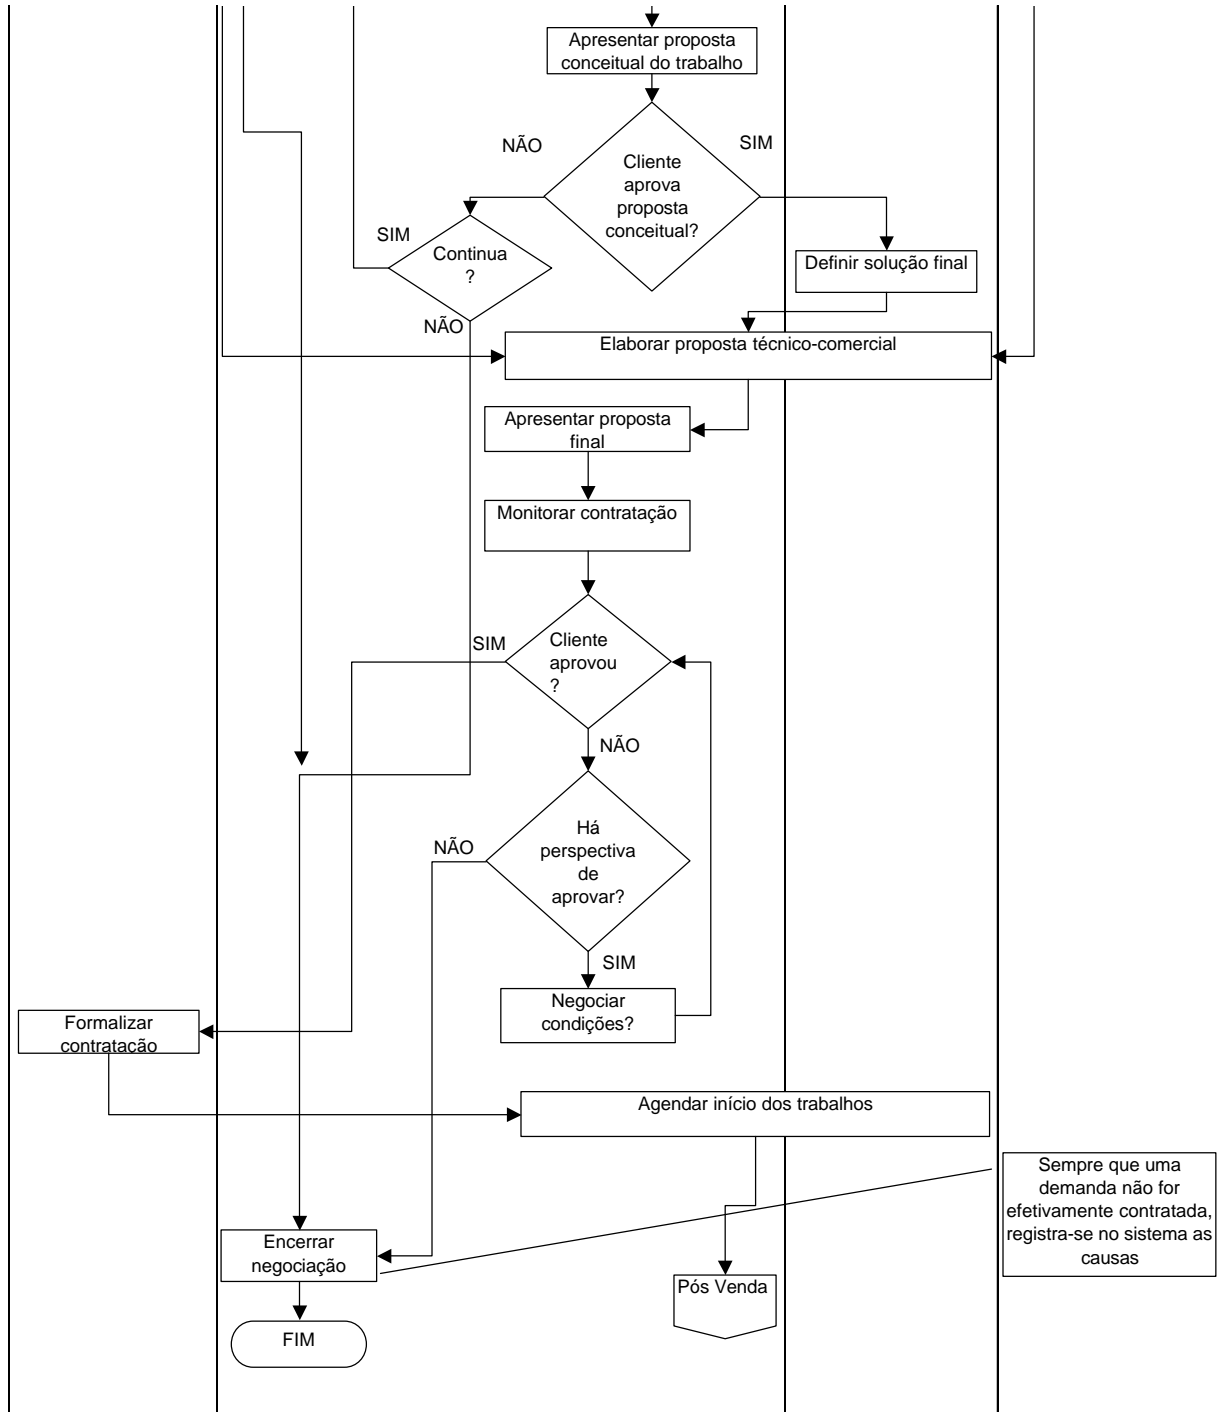 Apresentar proposta
conceitual do trabalho
NÃO
SIM
Cliente
aprova
proposta
conceitual?
SIM
Continua
?
Definir solução final
NÃO
Elaborar proposta técnico-comercial
Apresentar proposta
final
Monitorar contratação
SIM
Cliente
aprovou
?
NÃO
Há
perspectiva
de
aprovar?
NÃO
SIM
Negociar
condições?
Formalizar
contratação
Agendar início dos trabalhos
Sempre que uma
demanda não for
efetivamente contratada,
registra-se no sistema as
causas
Encerrar
negociação
Pós Venda
FIM